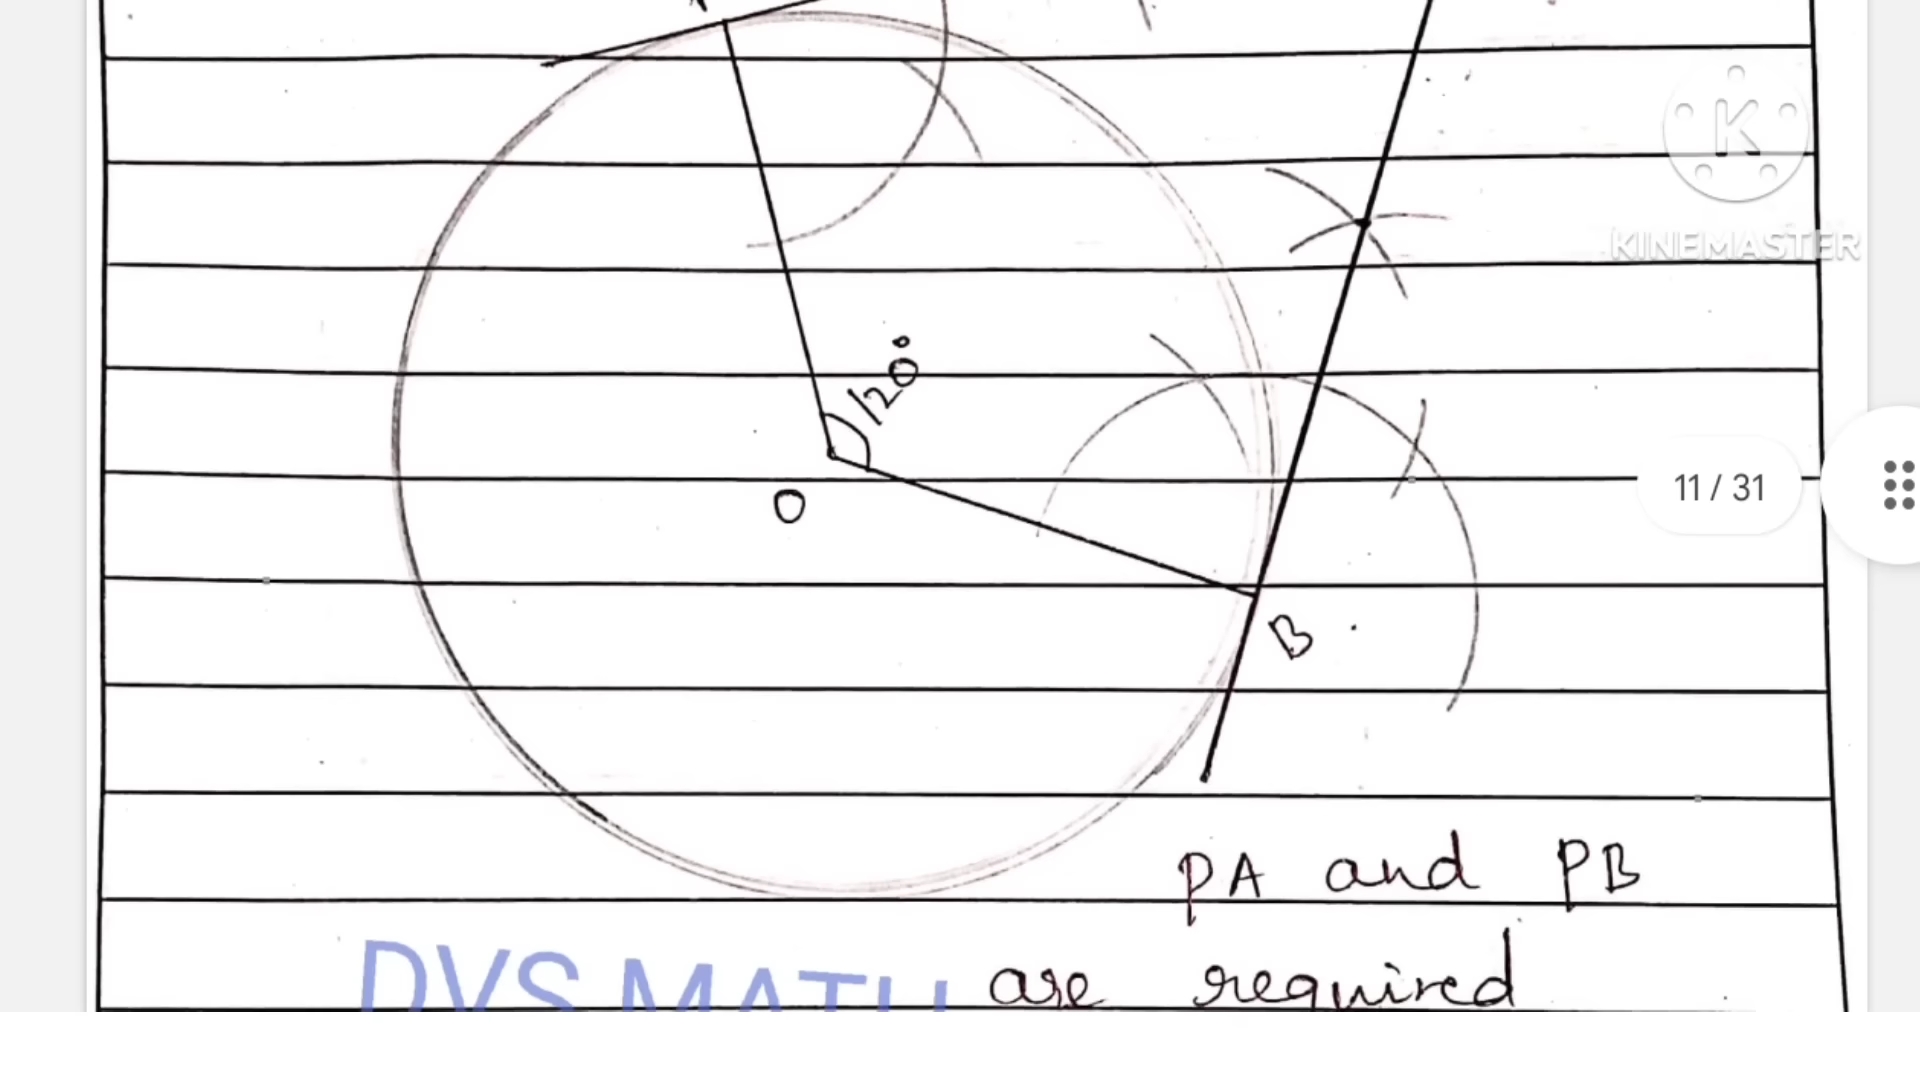 KINEMASTER
120°
O
11 / 31
B
PA and PB
DVS MATH
are required